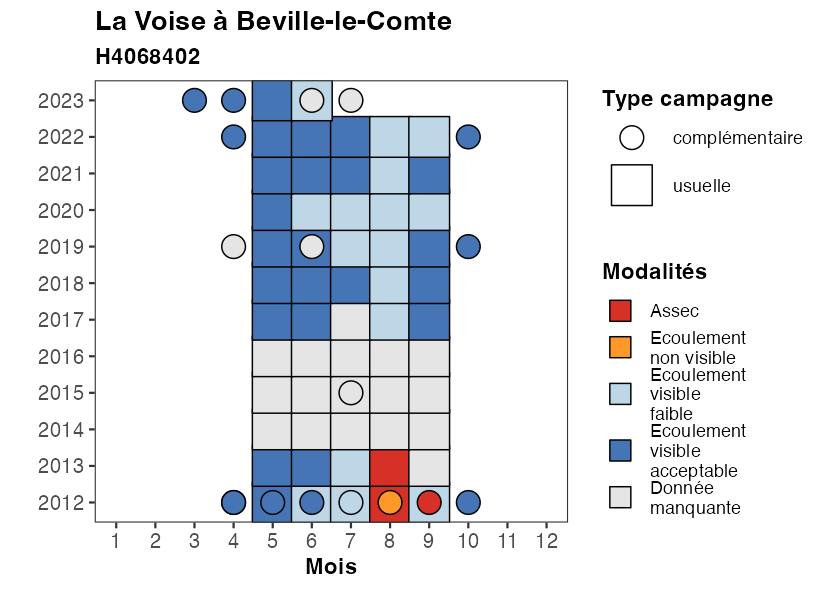 La Voise à Beville-le-Comte
H4068402
2023
2022
2021
2020
2019
2018
2017
2016
2015
2014
2013
2012
1 2 3 4 5 6 7 8 9 10 11 12
Mois
Type campagne
complémentaire
usuelle
Modalités
Assec
Ecoulement
non visible
Ecoulement
visible
faible
Ecoulement
visible
acceptable
Donnée
manquante